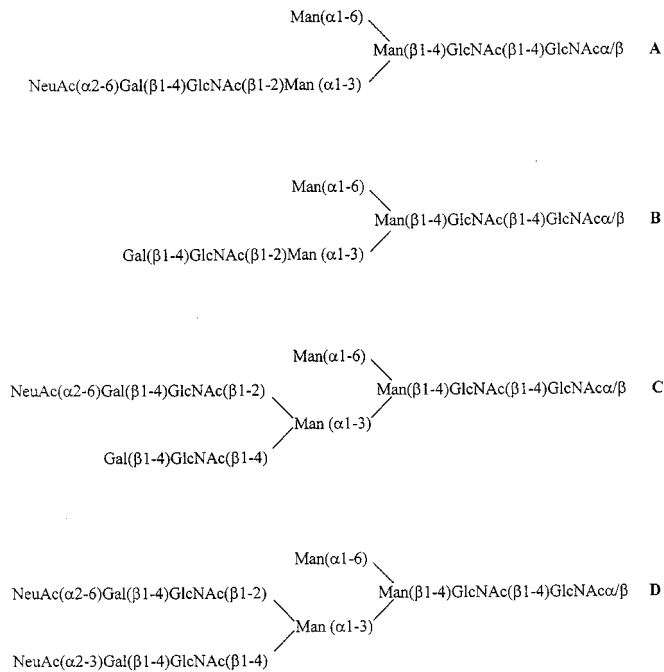 Man(α1-6)
Man(β1-4)GlcNAc(β1-4)GlcNAcα/β A
NeuAc(α2-6)Gal(β1-4)GlcNAc(β1-2)Man (α1-3)
Man(α1-6)
Man(β1-4)GlcNAc(β1-4)GlcNAcα/β B
Gal(β1-4)GlcNAc(β1-2)Man (α1-3)
Man(α1-6)
NeuAc(α2-6)Gal(β1-4)GlcNAc(β1-2) Man(β1-4)GlcNAc(β1-4)GlcNAcα/β C
Man (α1-3)
Gal(β1-4)GlcNAc(β1-4)
Man(α1-6)
NeuAc(α2-6)Gal(β1-4)GlcNAc(β1-2) Man(β1-4)GlcNAc(β1-4)GlcNAcα/β D
Man (α1-3)
NeuAc(α2-3)Gal(β1-4)GlcNAc(β1-4)